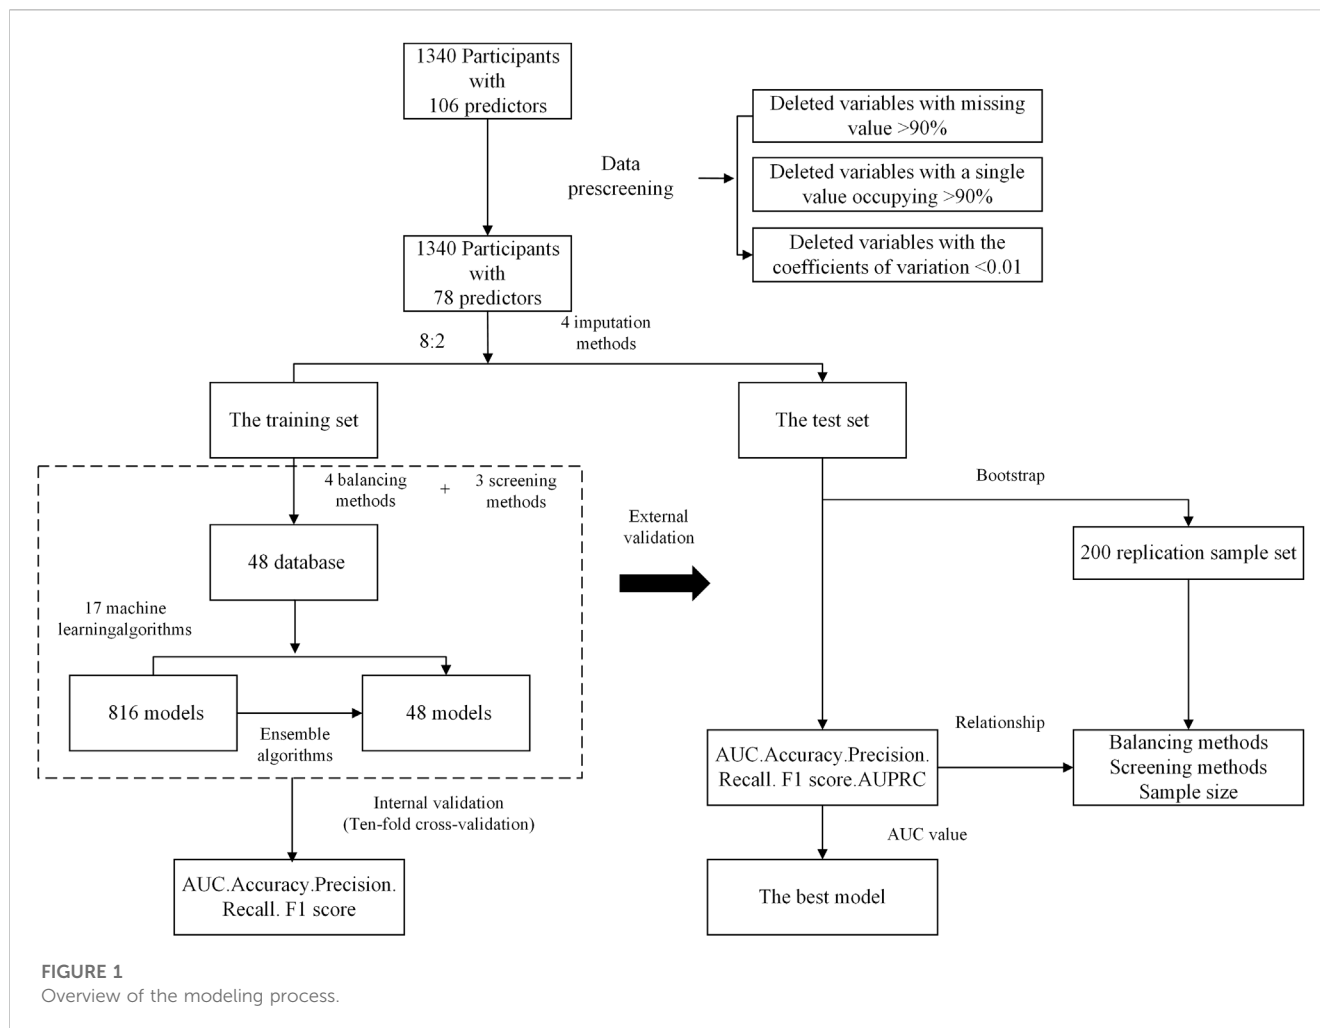 1340 Participants
with
106 predictors
Deleted variables with missing
value >90%
Data
prescreening
Deleted variables with a single
value occupying >90%
Deleted variables with the
coefficients of variation <0.01
1340 Participants
with
78 predictors
8:2
4 imputation
methods
The training set
The test set
4 balancing
methods
+
3 screening
methods
Bootstrap
External
validation
48 database
200 replication sample set
17 machine
learningalgorithms
816 models
48 models
Ensemble
algorithms
Relationship
AUC.Accuracy.Precision.
Recall. F1 score.AUPRC
Balancing methods
Screening methods
Sample size
Internal validation
(Ten-fold cross-validation)
AUC value
AUC.Accuracy.Precision.
Recall. F1 score
The best model
FIGURE 1
Overview of the modeling process.